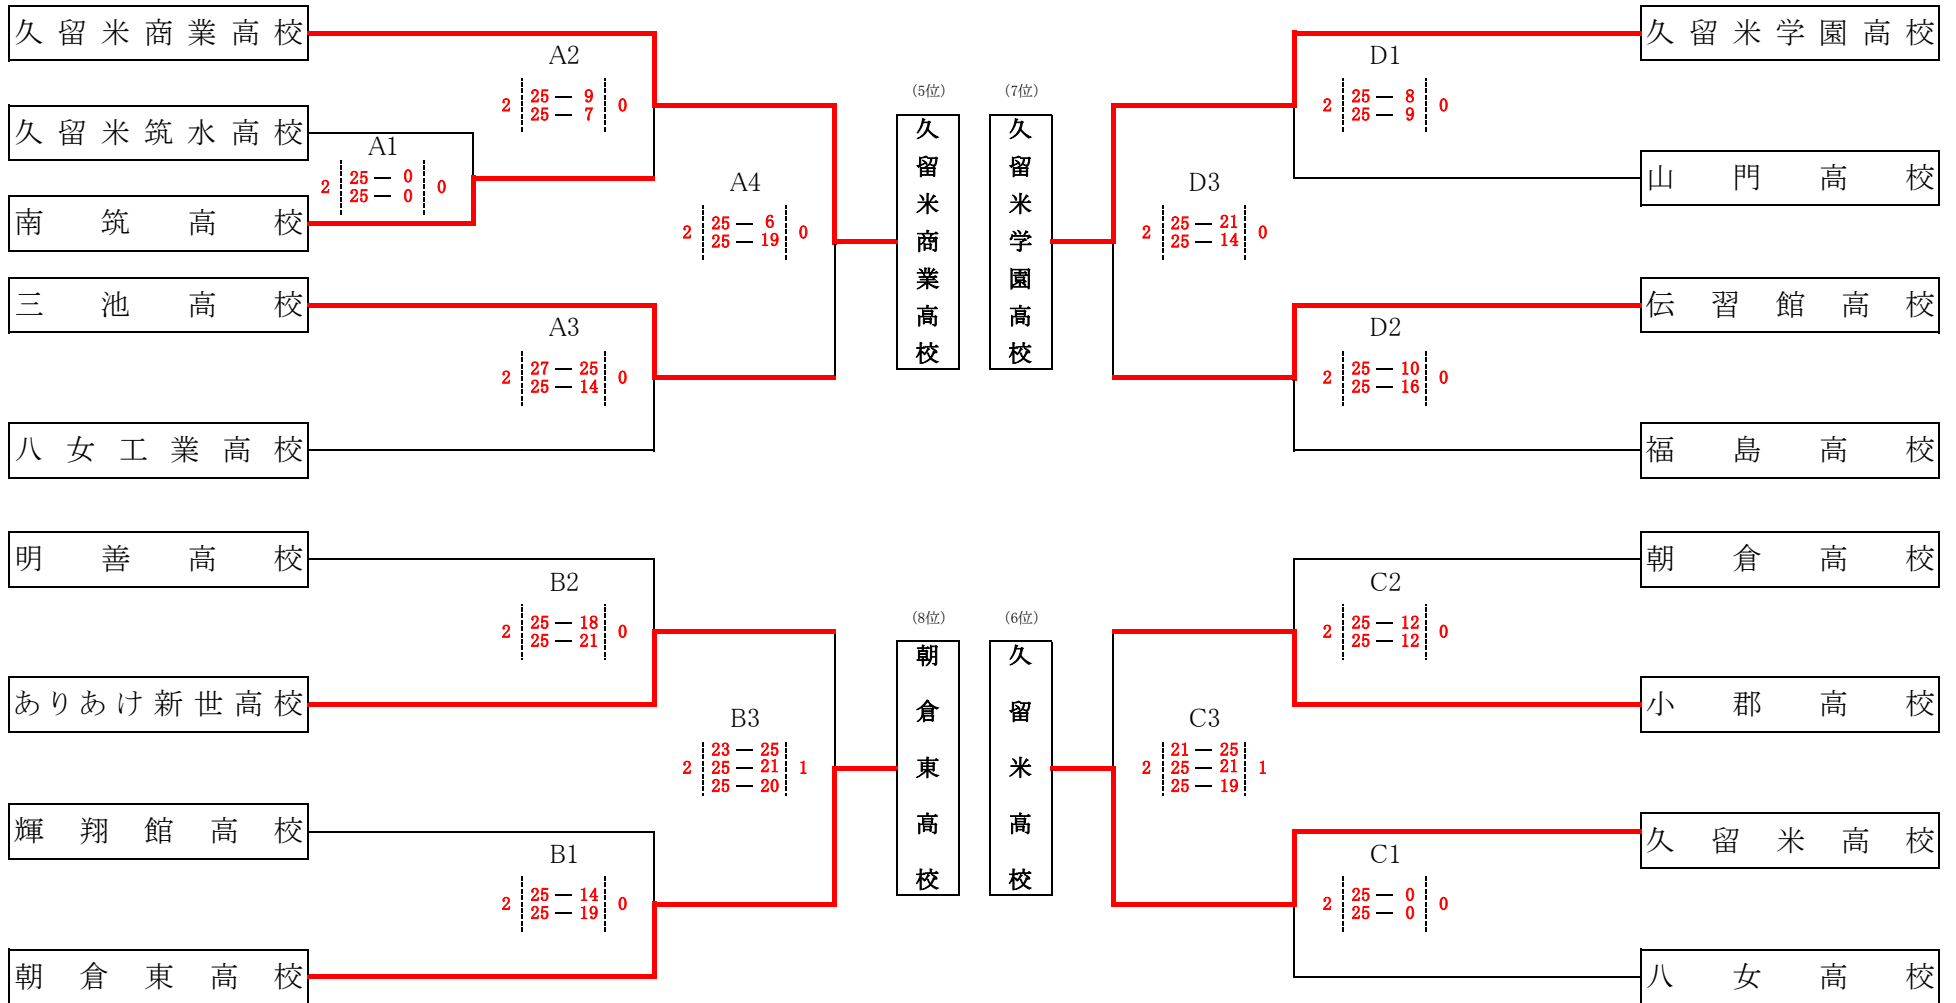 久留米商業高校
久留米筑水高校
南筑高校
三池高校
八女工業高校
A1
2 25 — 0 0
25 — 0
A2
2 25 — 9 0
25 — 7
A3
2 27 — 25 0
25 — 14
A4
2 25 — 6 0
25 — 19
(5位)
久留米商業高校
(7位)
久留米学園高校
D3
2 25 — 21 0
25 — 14
D1
2 25 — 8 0
25 — 9
D2
2 25 — 10 0
25 — 16
久留米学園高校
山門高校
伝習館高校
福島高校
明善高校
ありあけ新世高校
輝翔館高校
朝倉東高校
B2
2 25 — 18 0
25 — 21
B1
2 25 — 14 0
25 — 19
B3
23 — 25
2 25 — 21 1
25 — 20
(8位)
朝倉東高校
(6位)
久留米高校
C3
21 — 25
2 25 — 21 1
25 — 19
C2
2 25 — 12 0
25 — 12
C1
2 25 — 0 0
25 — 0
朝倉高校
小郡高校
久留米高校
八女高校